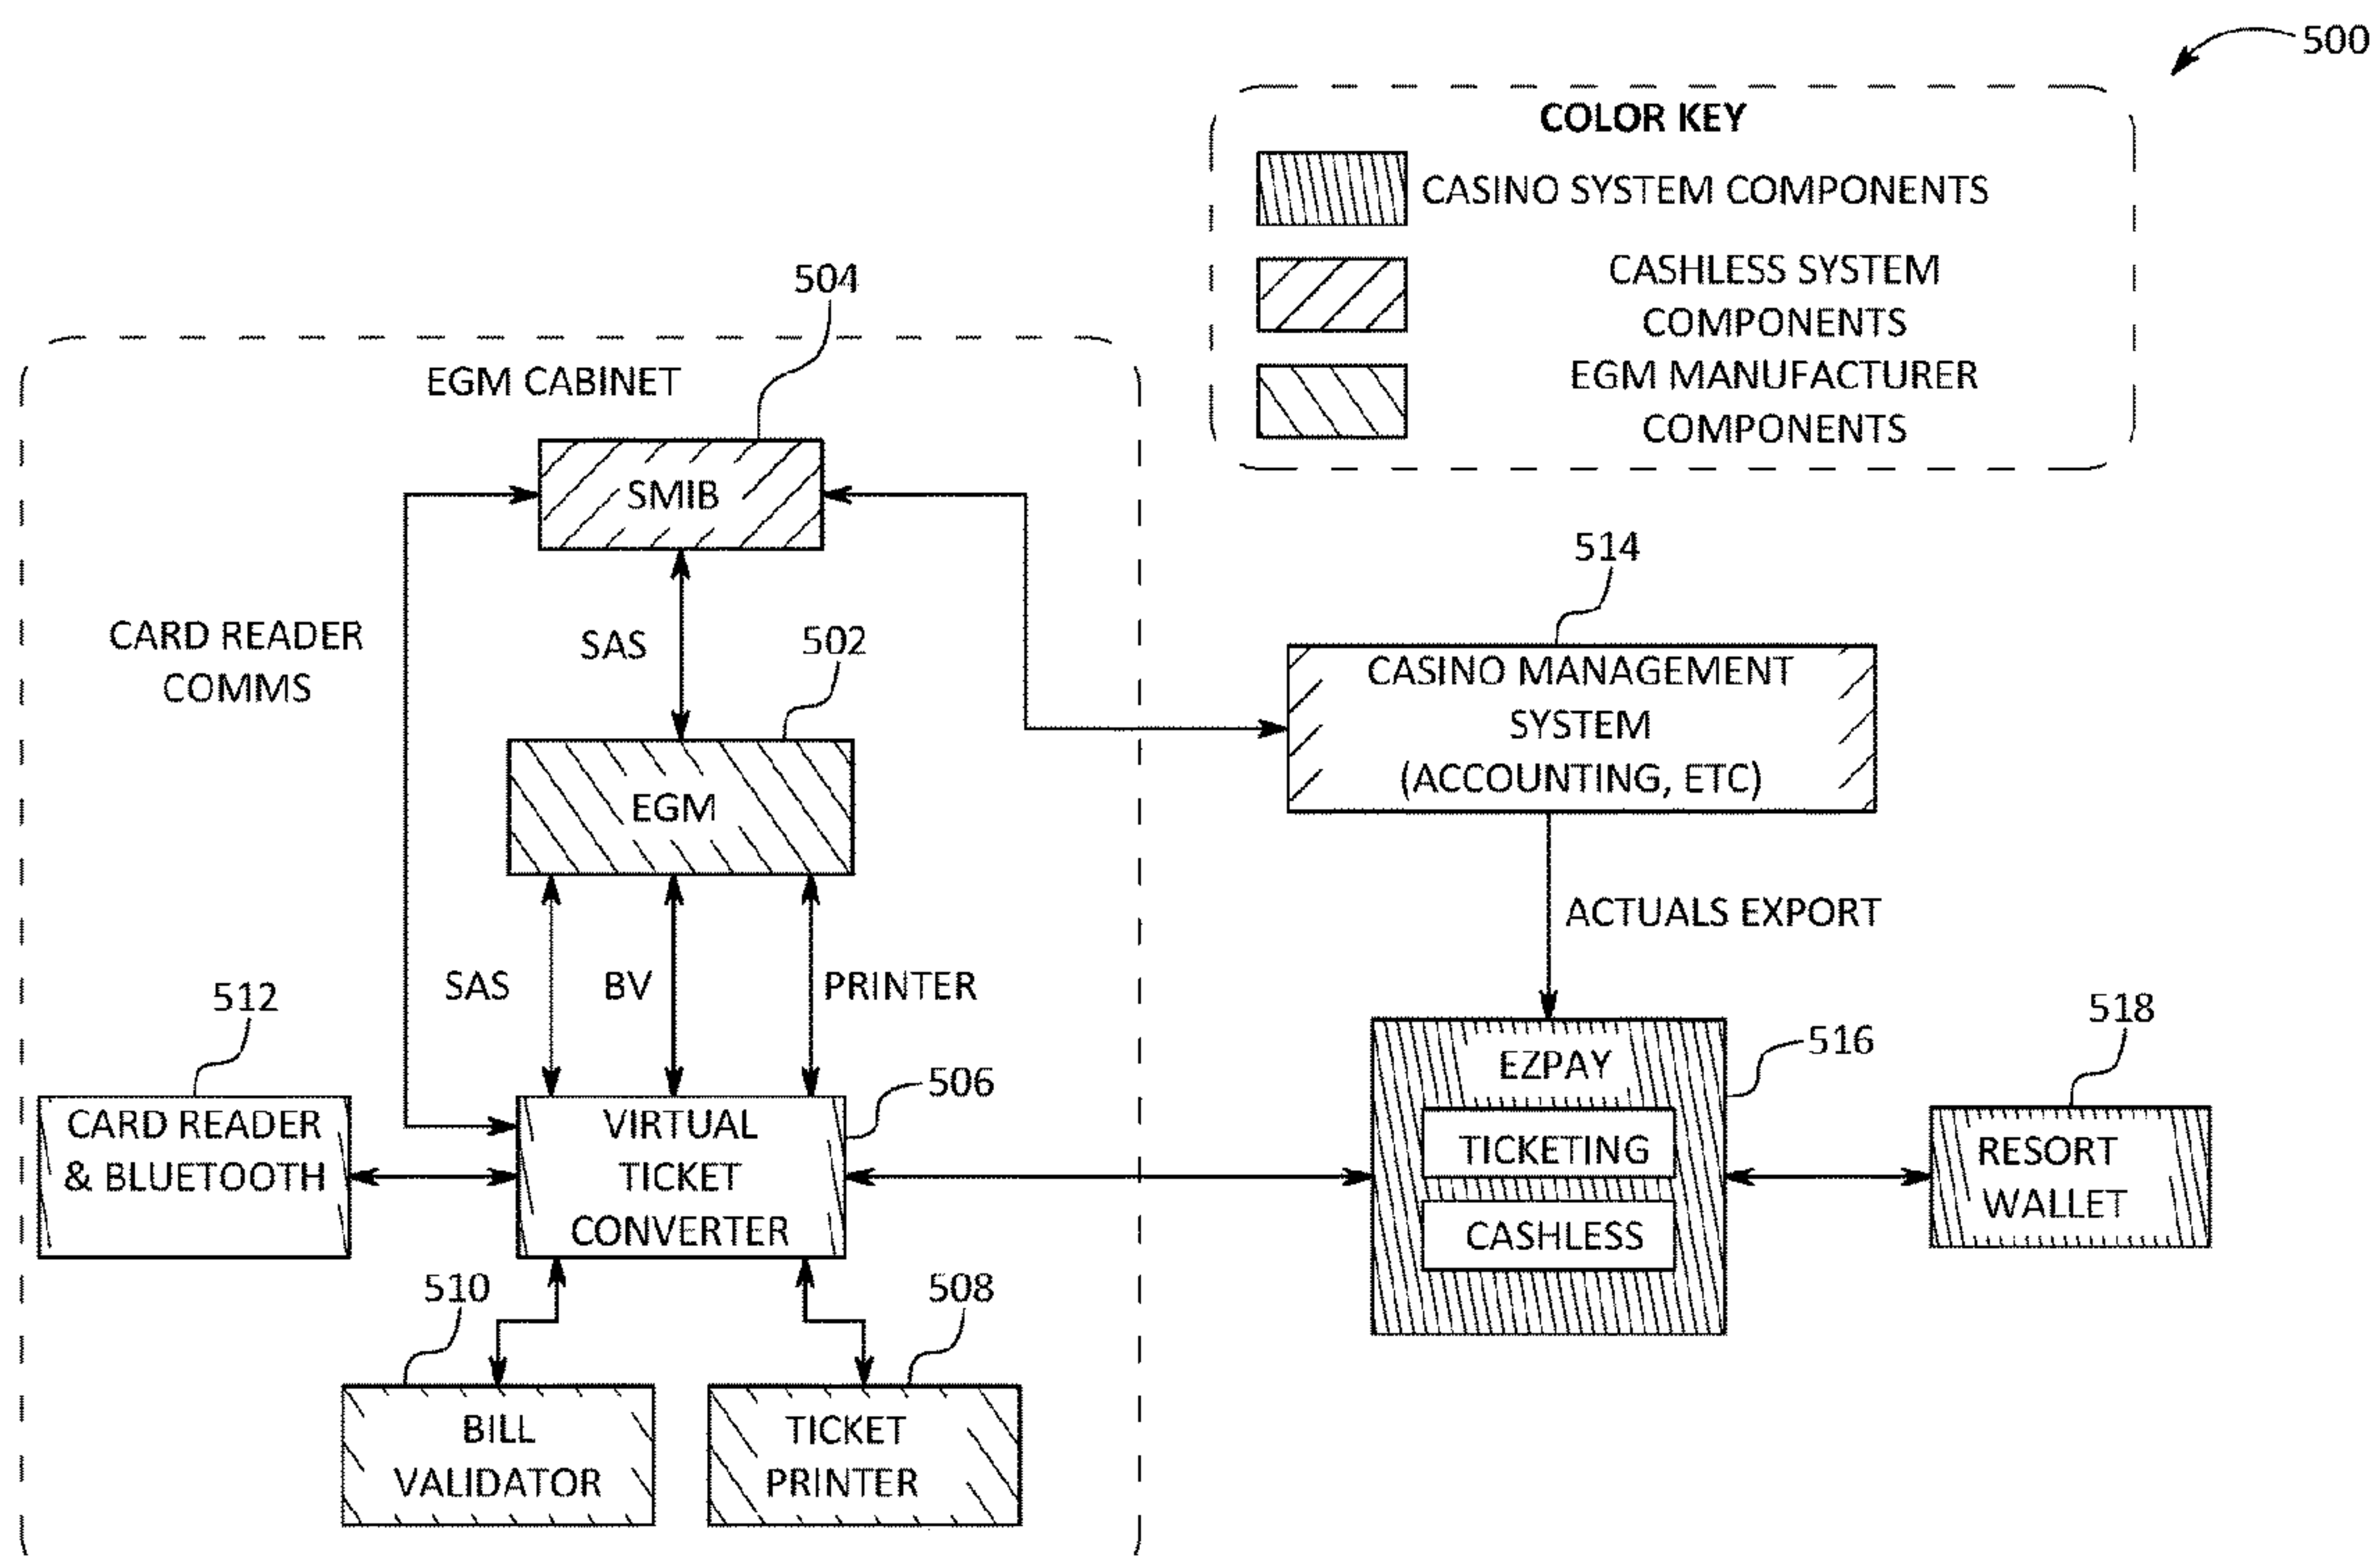 500
COLOR KEY
CASINO SYSTEM COMPONENTS
CASHLESS SYSTEM
COMPONENTS
EGM MANUFACTURER
COMPONENTS
504
EGM CABINET
SMIB
514
CARD READER
COMMS
SAS
502
CASINO MANAGEMENT
SYSTEM
(ACCOUNTING, ETC)
EGM
ACTUALS EXPORT
SAS
BV
PRINTER
512
506
516
518
CARD READER
& BLUETOOTH
VIRTUAL
TICKET
CONVERTER
EZPAY
TICKETING
CASHLESS
RESORT
WALLET
510
508
BILL
VALIDATOR
TICKET
PRINTER